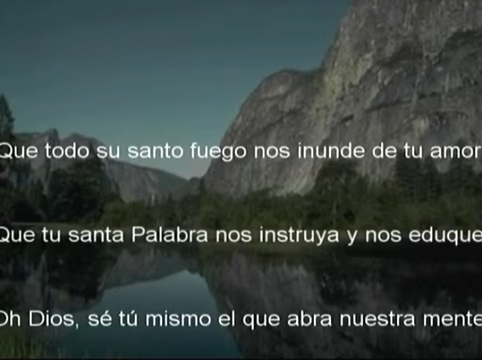 Que todo su santo fuego nos inunde de tu amor
Que tu santa Palabra nos instruya y nos eduque
Oh Dios, sé tú mismo el que abra nuestra mente